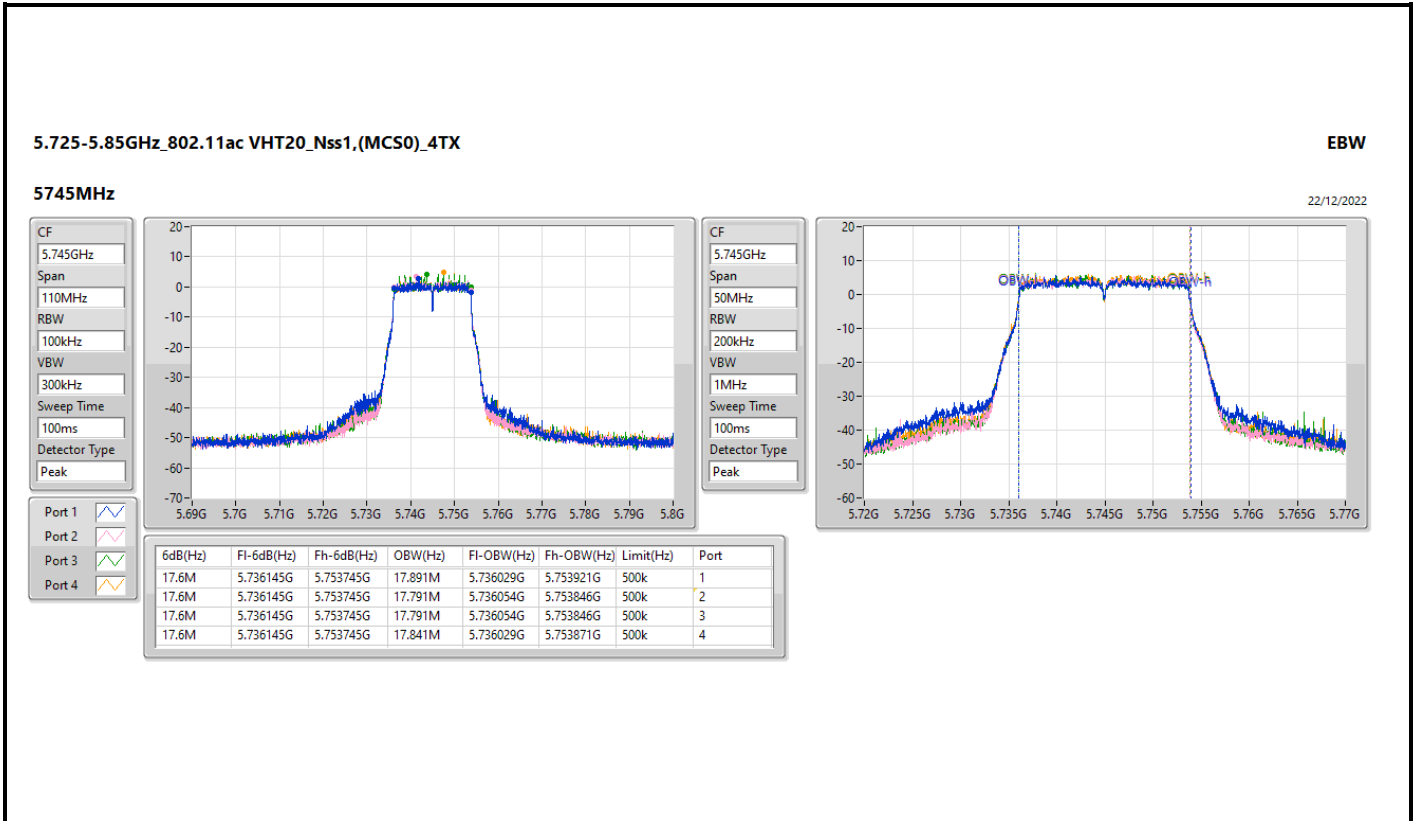 5.725-5.85GHz_802.11ac VHT20_Nss1,(MCS0)_4TX
EBW
5745MHz
22/12/2022
CF
5.745GHz
Span
110MHz
RBW
100kHz
VBW
300kHz
Sweep Time
100ms
Detector Type
Peak
20
10
0
-10
-20
-30
-40
-50
-60
-70
5.69G 5.7G 5.71G 5.72G 5.73G 5.74G 5.75G 5.76G 5.77G 5.78G 5.79G 5.8G
CF
5.745GHz
Span
50MHz
RBW
200kHz
VBW
1MHz
Sweep Time
100ms
Detector Type
Peak
20
10
0
-10
-20
-30
-40
-50
-60
OBW-h
5.72G 5.725G 5.73G 5.735G 5.74G 5.745G 5.75G 5.755G 5.76G 5.765G 5.77G
Port 1
Port 2
Port 3
Port 4
6dB(Hz) Fl-6dB(Hz) Fh-6dB(Hz) OBW(Hz) Fl-OBW(Hz) Fh-OBW(Hz) Limit(Hz) Port
17.6M 5.736145G 5.753745G 17.891M 5.736029G 5.753921G 500k 1
17.6M 5.736145G 5.753745G 17.791M 5.736054G 5.753846G 500k 2
17.6M 5.736145G 5.753745G 17.791M 5.736054G 5.753846G 500k 3
17.6M 5.736145G 5.753745G 17.841M 5.736029G 5.753871G 500k 4